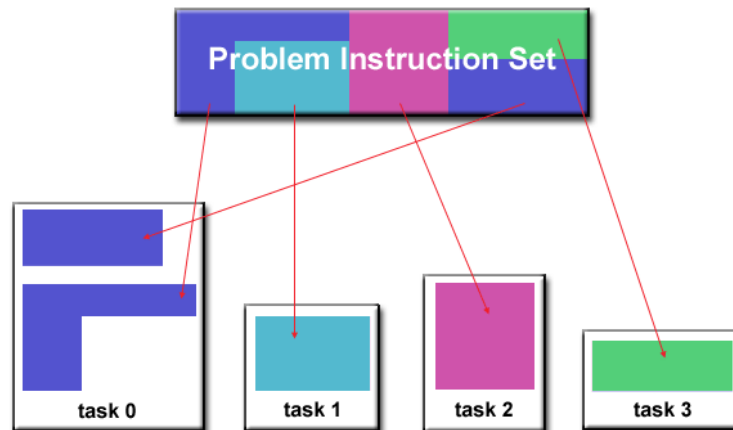 Problem Instruction Set
task 0
task 1
task 2
task 3